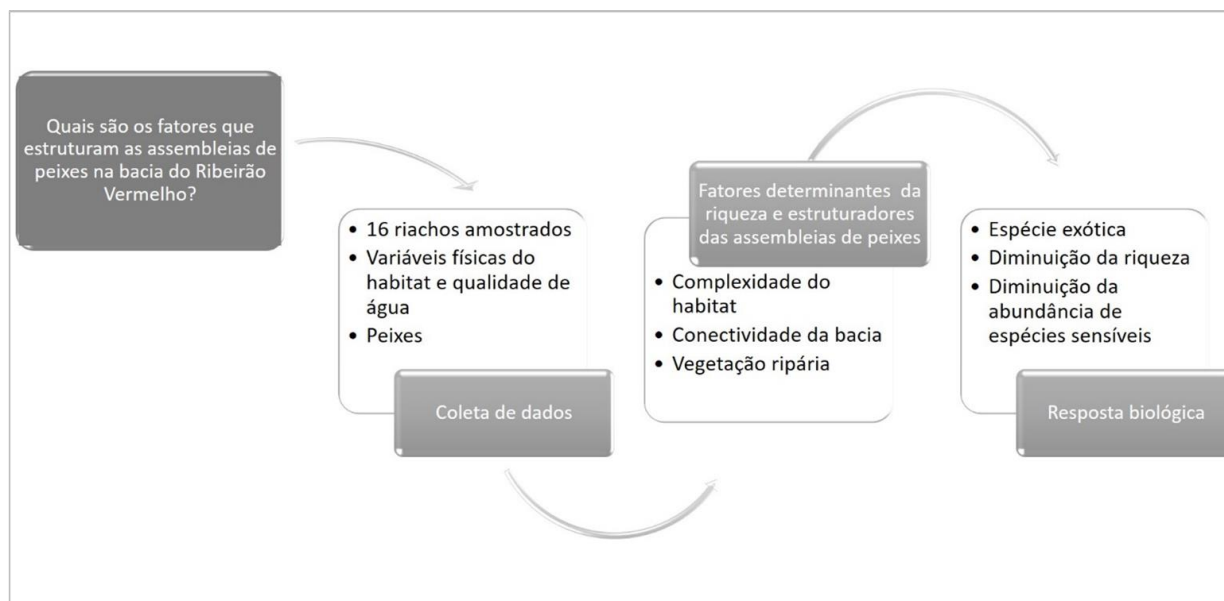 Quais são os fatores que
estruturam as assembleias de
peixes na bacia do Ribeirão
Vermelho?
• 16 riachos amostrados
• Variáveis físicas do
habitat e qualidade de
água
• Peixes
Coleta de dados
Fatores determinantes da
riqueza e estruturadores
das assembleias de peixes
• Complexidade do
habitat
• Conectividade da bacia
• Vegetação ripária
• Espécie exótica
• Diminuição da riqueza
• Diminuição da
abundância de
espécies sensíveis
Resposta biológica